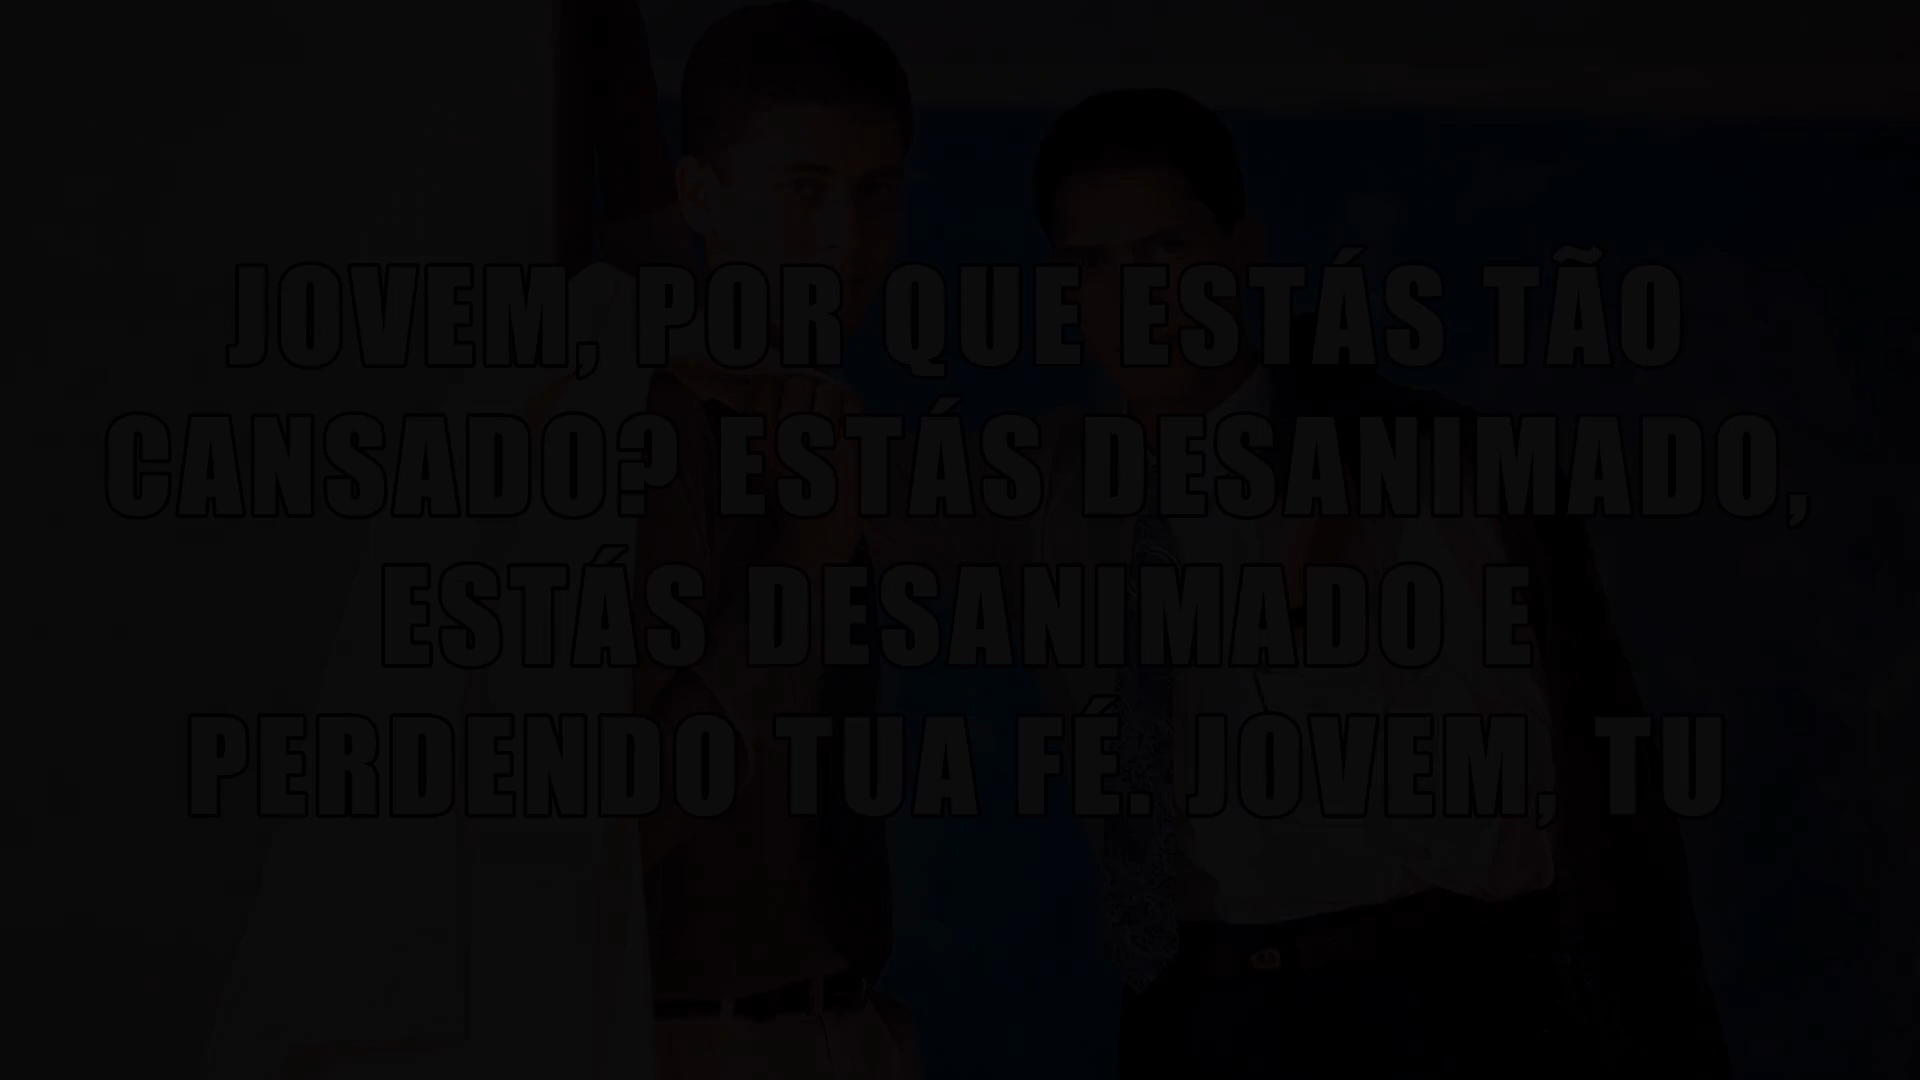 JOVEM, POR QUE ESTÁS TÃO
CANSADO? ESTÁS DESANIMADO,
ESTÁS DESANIMADO E
PERDENDO TUA FÉ. JOVEM, TU